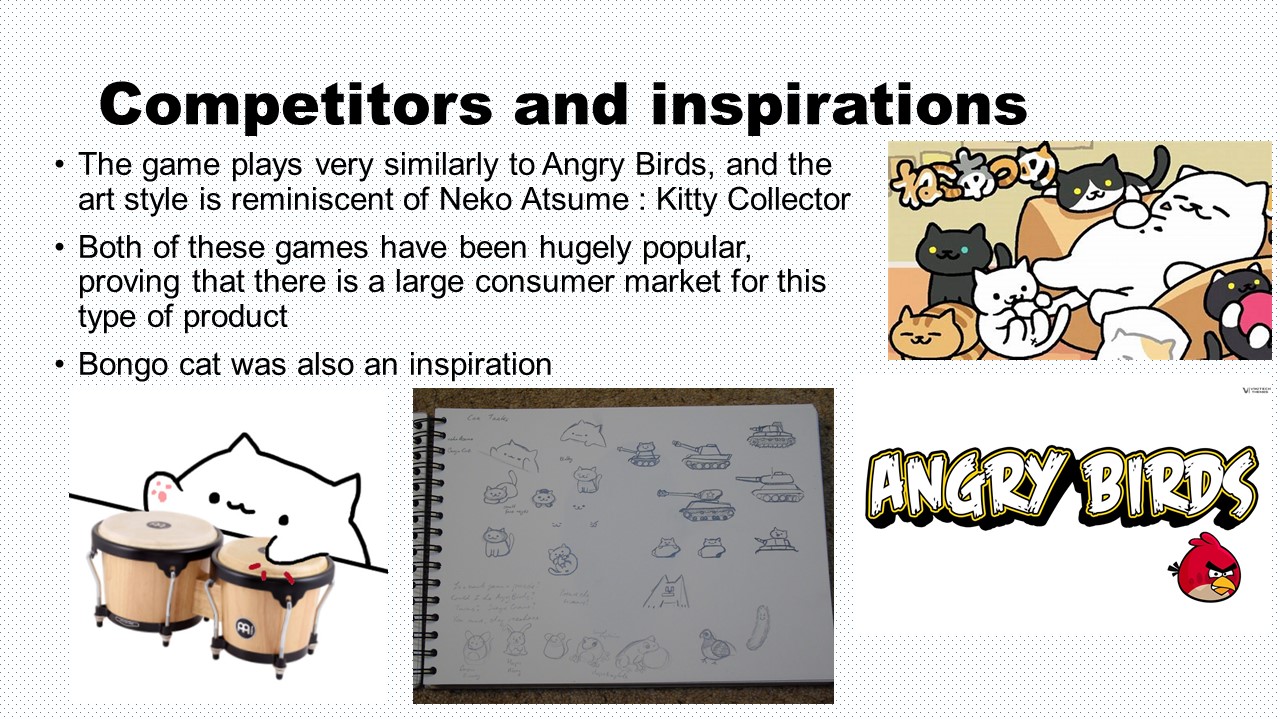 Competitors and inspirations
• The game plays very similarly to Angry Birds, and the
art style is reminiscent of Neko Atsume : Kitty Collector
• Both of these games have been hugely popular,
proving that there is a large consumer market for this
type of product
• Bongo cat was also an inspiration
ねこあつめ
Cat Tanks
ANGRY BIRDS